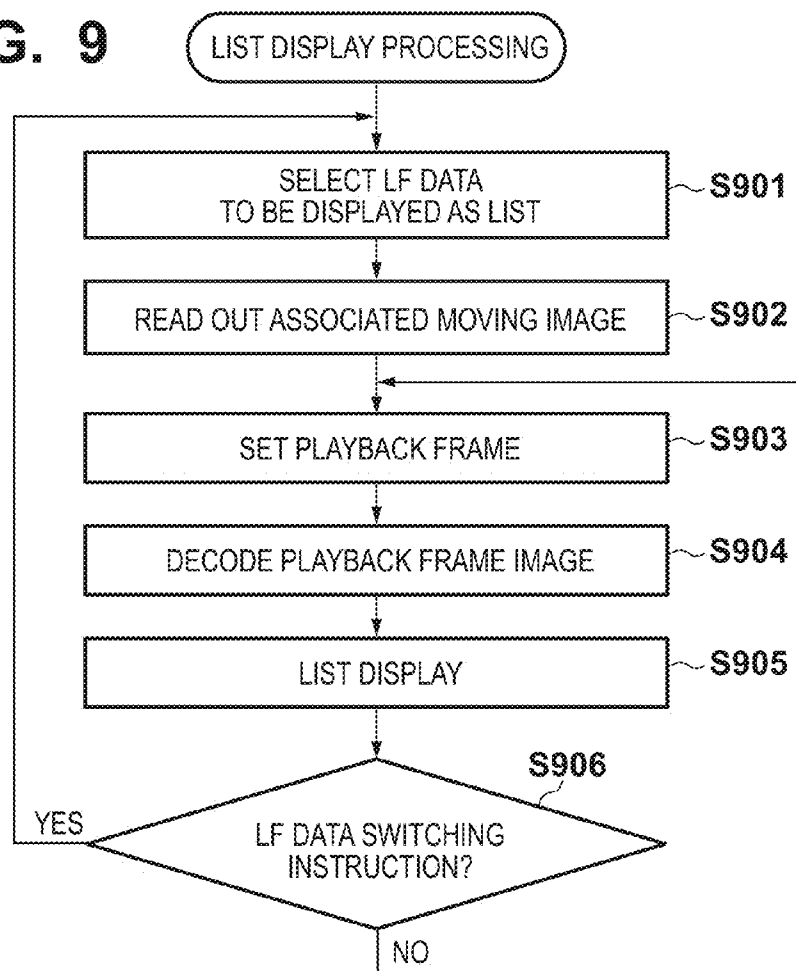 G. 9
LIST DISPLAY PROCESSING
SELECT LF DATA
TO BE DISPLAYED AS LIST
S901
READ OUT ASSOCIATED MOVING IMAGE
S902
SET PLAYBACK FRAME
S903
DECODE PLAYBACK FRAME IMAGE
S904
LIST DISPLAY
S905
S906
YES
LF DATA SWITCHING
INSTRUCTION?
NO